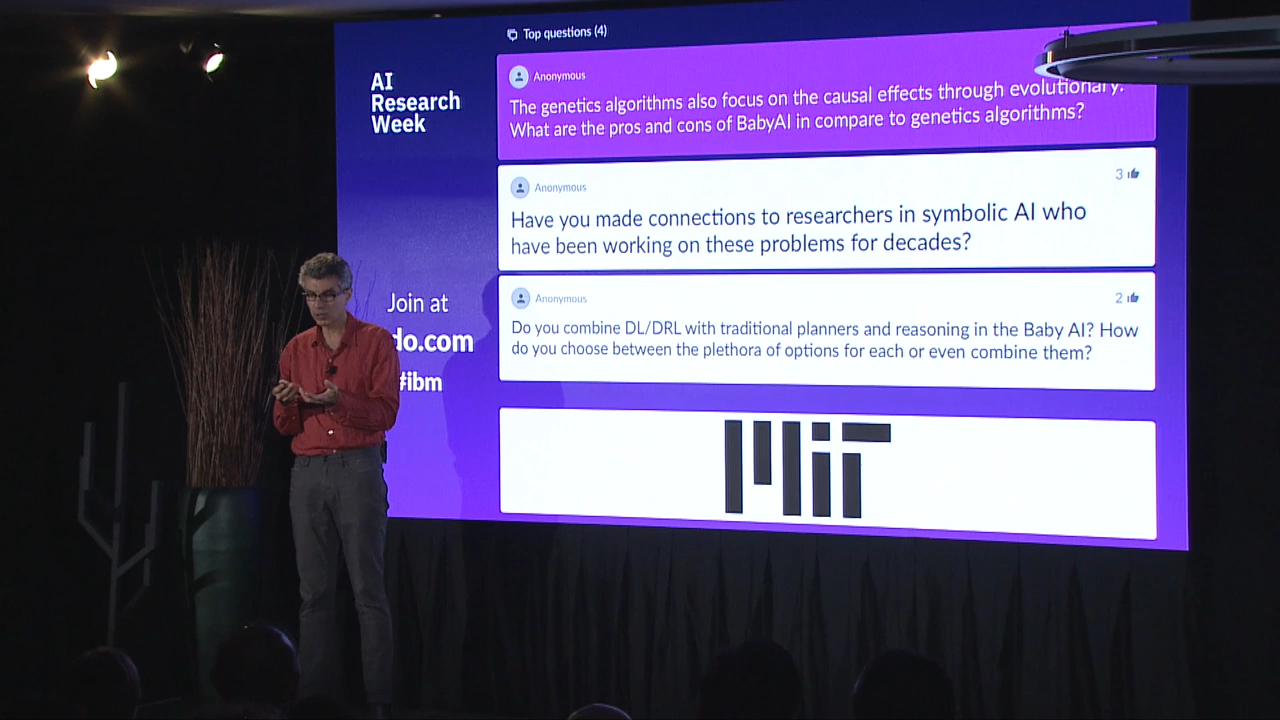 Top questions (4)
AI
Research
Week
Anonymous
The genetics algorithms also focus on the causal effects through evolutionary.
What are the pros and cons of BabyAI in compare to genetics algorithms?
Anonymous
3
Have you made connections to researchers in symbolic AI who
have been working on these problems for decades?
Join at
do.com
#ibm
Anonymous
2
Do you combine DL/DRL with traditional planners and reasoning in the Baby AI? How
do you choose between the plethora of options for each or even combine them?
MIT